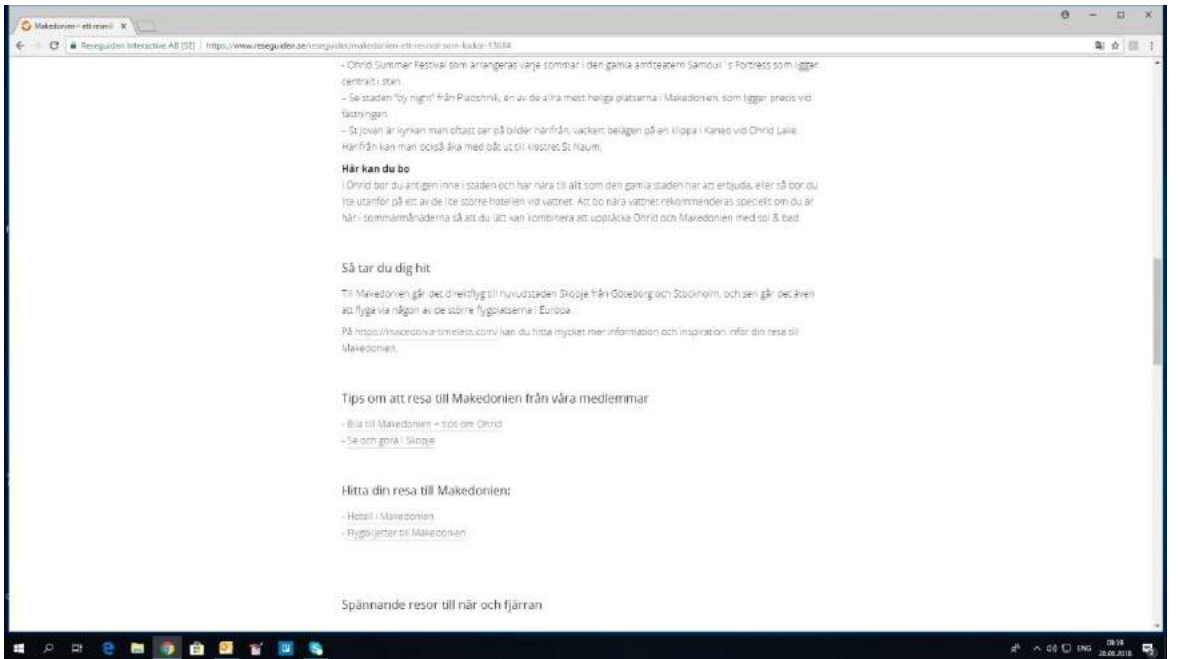 Makedonien – ett resmål
Reseguiden Interactive AB [SE] | https://www.reseguiden.se/reseguider/makedonien-ett-resmal-som-lockar-13084
- Ohrid Summer Festival som arrangeras varje sommar i den gamla amfiteatern Samouil`s Fortress som ligger
centralt i stan.
– Se staden "by night" från Plaoshnik, en av de allra mest heliga platserna i Makedonien, som ligger precis vid
fästningen.
– St Jovan är kyrkan man oftast ser på bilder härifrån, vackert belägen på en klippa i Kaneo vid Ohrid Lake.
Härifrån kan man också åka med båt ut till klostret St Naum.
Här kan du bo
I Ohrid bor du antigen inne i staden och har nära till allt som den gamla staden har att erbjuda, eller så bor du
lite utanför på ett av de lite större hotellen vid vattnet. Att bo nära vattnet rekommenderas speciellt om du är
här i sommarmånaderna så att du lätt kan kombinera att upptäcka Ohrid och Makedonien med sol & bad.
Så tar du dig hit
Till Makedonien går det direktflyg till huvudstaden Skopje från Göteborg och Stockholm, och sen går det även
att flyga via någon av de större flygplatserna i Europa.
På https://macedonia-timeless.com/ kan du hitta mycket mer information och inspiration inför din resa till
Makedonien.
Tips om att resa till Makedonien från våra medlemmar
- Bila till Makedonien + tips om Ohrid
- Se och göra i Skopje
Hitta din resa till Makedonien:
- Hotell i Makedonien
- Flygbiljetter till Makedonien
Spännande resor till när och fjärran
ENG
09:59
28.06.2018